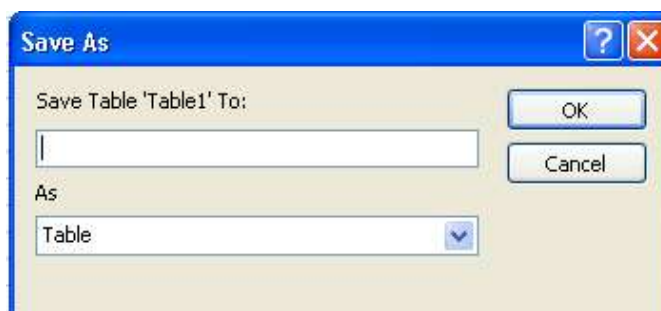 Save As
?
Save Table 'Table1' To:
OK
Cancel
As
Table